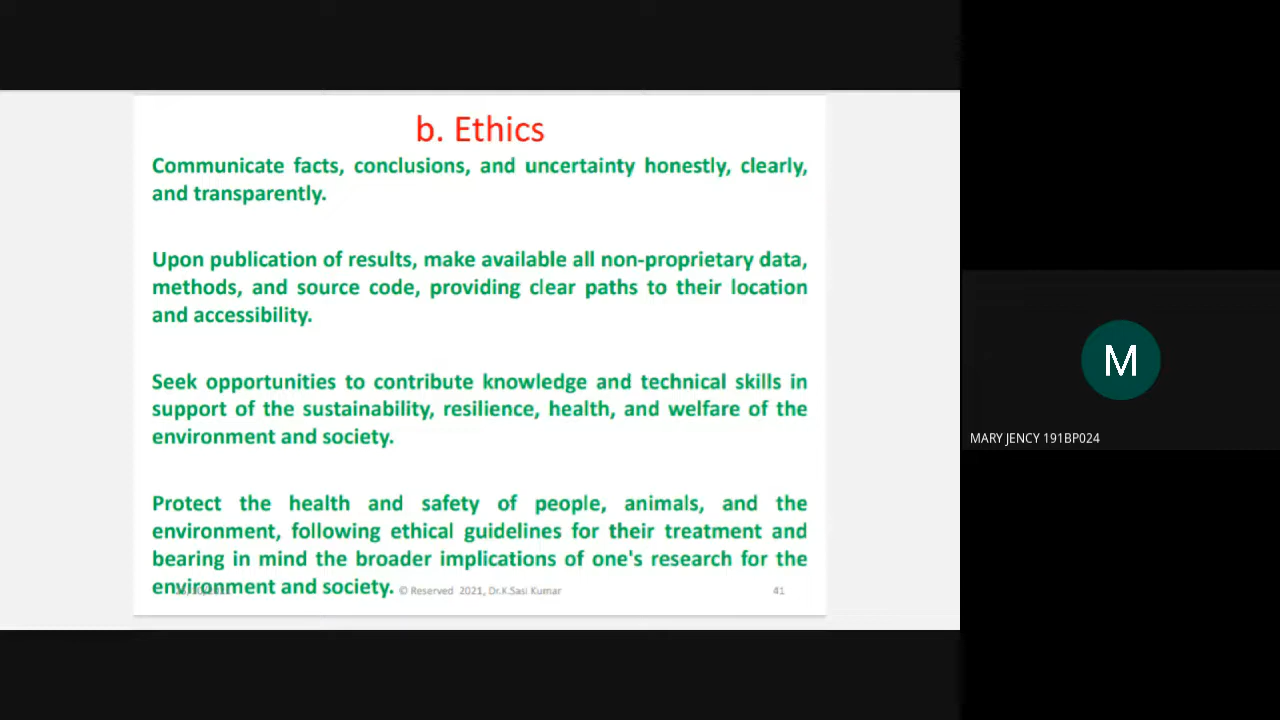 b. Ethics
Communicate facts, conclusions, and uncertainty honestly, clearly,
and transparently.
Upon publication of results, make available all non-proprietary data,
methods, and source code, providing clear paths to their location
and accessibility.
Seek opportunities to contribute knowledge and technical skills in
support of the sustainability, resilience, health, and welfare of the
environment and society.
Protect the health and safety of people, animals, and the
environment, following ethical guidelines for their treatment and
bearing in mind the broader implications of one's research for the
environment and society.
© Reserved 2021, Dr.K.Sasi Kumar
41
M
MARY JENCY 191BP024